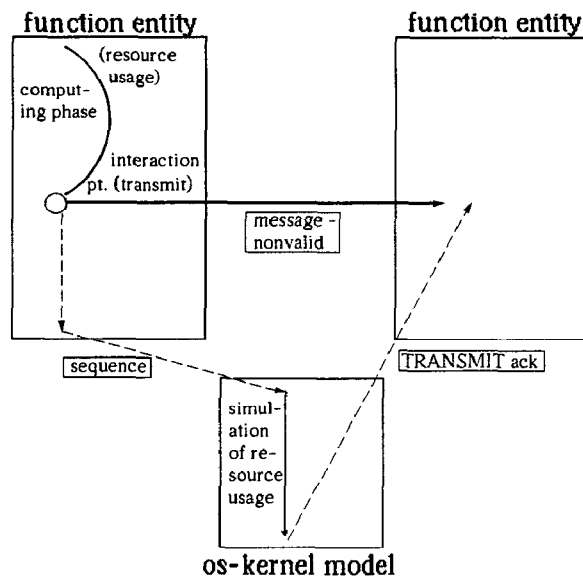 function entity
function entity
(resource
usage)
comput-
ing phase
interaction
pt. (transmit)
message -
nonvalid
sequence
TRANSMIT ack
simul-
ation
of re-
source
usage
os-kernel model